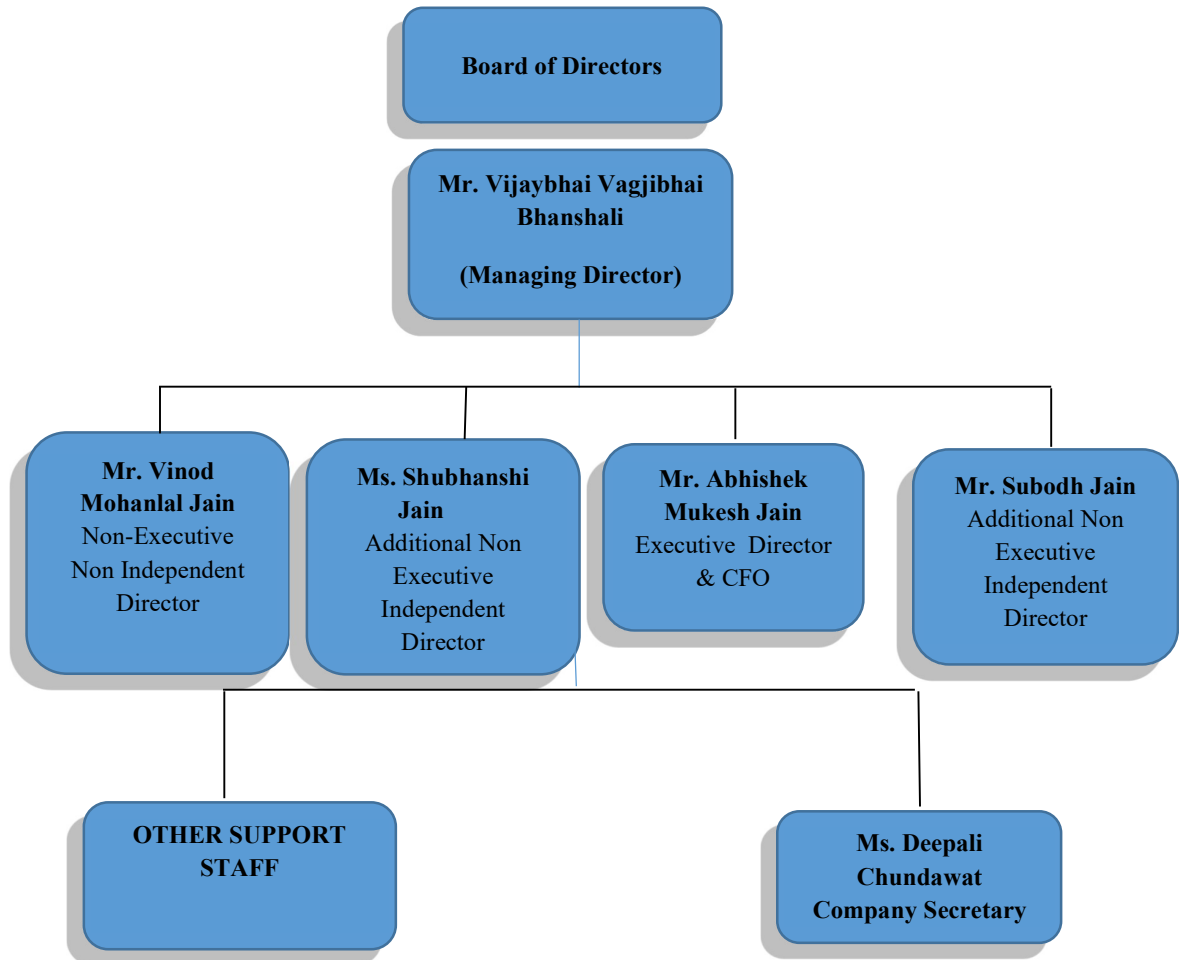 Board of Directors
Mr. Vijaybhai Vagjibhai
Bhanshali
(Managing Director)
Mr. Vinod
Mohanlal Jain
Non-Executive
Non Independent
Director
Ms. Shubhanshi
Jain
Additional Non
Executive
Independent
Director
Mr. Abhishek
Mukesh Jain
Executive Director
& CFO
Mr. Subodh Jain
Additional Non
Executive
Independent
Director
OTHER SUPPORT
STAFF
Ms. Deepali
Chundawat
Company Secretary